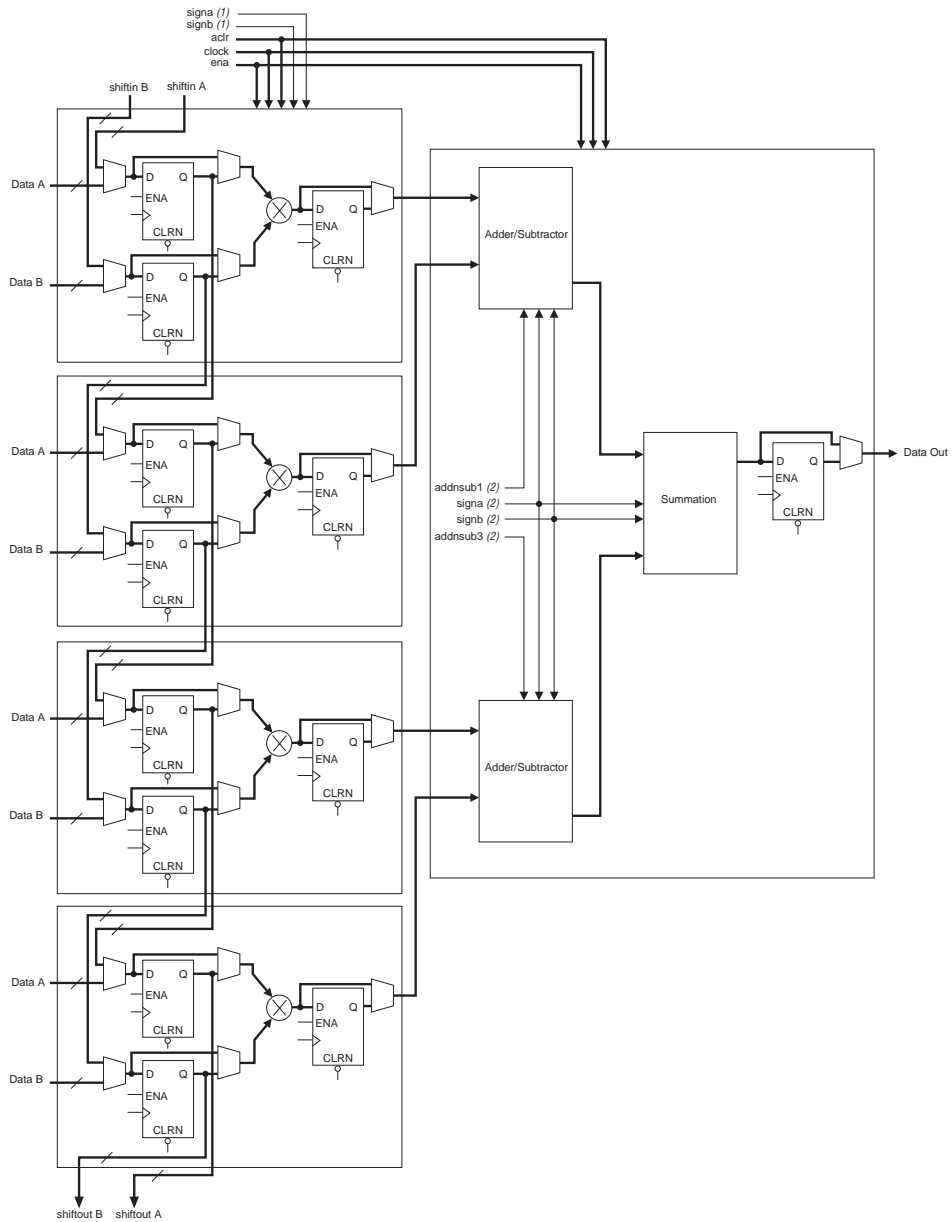 signa (1)
signb (1)
aclr
clock
ena
shiftin B
shiftin A
Data A
D Q
ENA
CLRN
Data B
D Q
ENA
CLRN
D Q
ENA
CLRN
Adder/Subtractor
Data A
D Q
ENA
CLRN
Data B
D Q
ENA
CLRN
D Q
ENA
CLRN
addnsub1 (2)
signa (2)
signb (2)
addnsub3 (2)
Summation
D Q
ENA
CLRN
Data Out
Data A
D Q
ENA
CLRN
Data B
D Q
ENA
CLRN
D Q
ENA
CLRN
Adder/Subtractor
Data A
D Q
ENA
CLRN
Data B
D Q
ENA
CLRN
D Q
ENA
CLRN
shiftout B
shiftout A